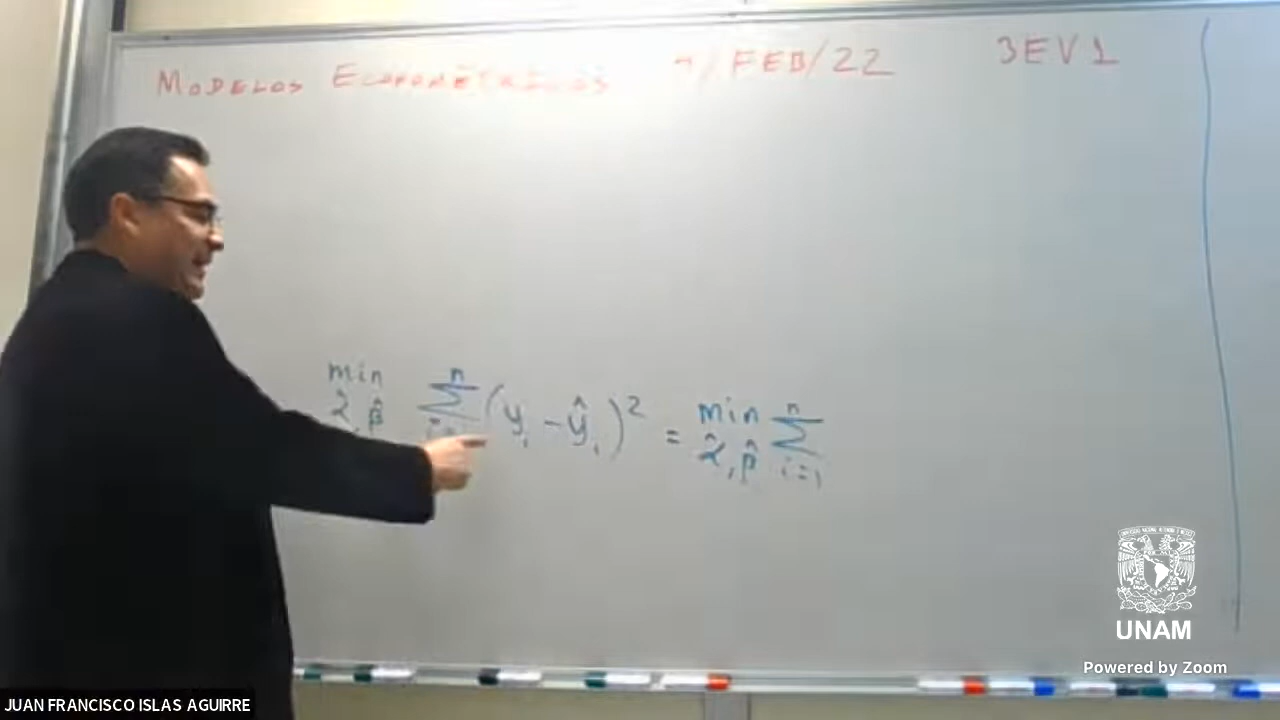 MODELOS ECONOMÉTRICOS /FEB/22 3EV1
min n n
Σ (yᵢ - ŷᵢ)² = min Σ
α̂, β̂ α̂, β̂ i=1
UNAM
Powered by Zoom
JUAN FRANCISCO ISLAS AGUIRRE